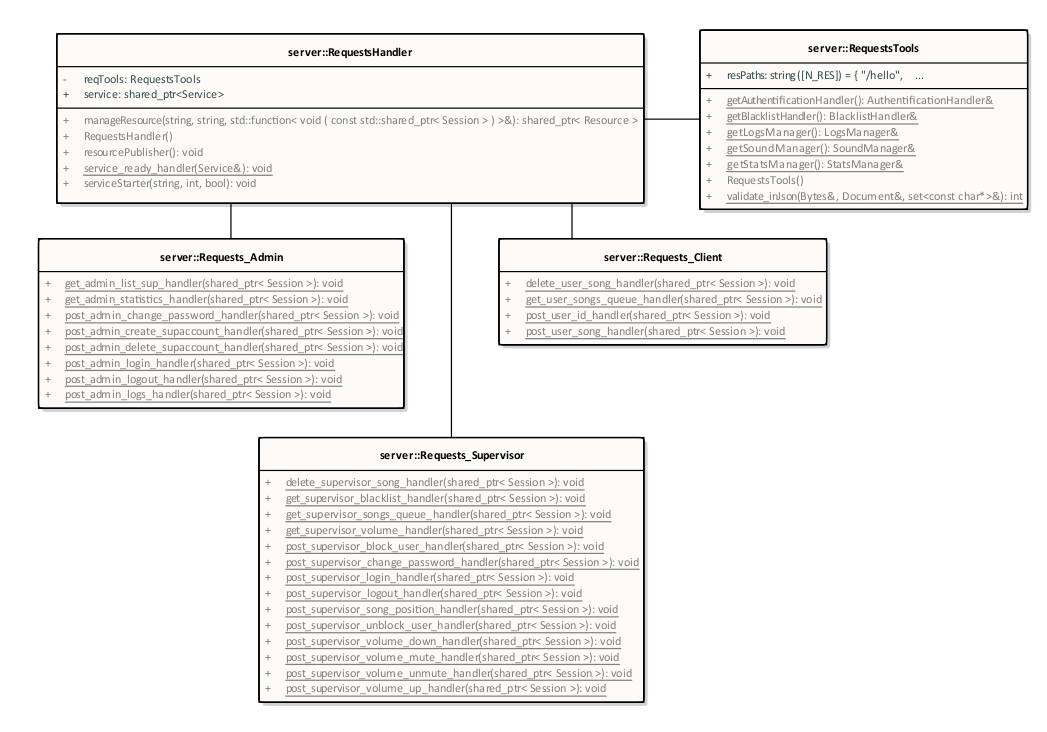 server::RequestsHandler
- reqTools: RequestsTools
+ service: shared_ptr<Service>
+ manageResource(string, string, std::function< void ( const std::shared_ptr< Session > ) >&): shared_ptr< Resource >
+ RequestsHandler()
+ resourcePublisher(): void
+ service_ready_handler(Service&): void
+ serviceStarter(string, int, bool): void
server::RequestsTools
+ resPaths: string ([N_RES]) = { "/hello", ...
+ getAuthentificationHandler(): AuthentificationHandler&
+ getBlacklistHandler(): BlacklistHandler&
+ getLogsManager(): LogsManager&
+ getSoundManager(): SoundManager&
+ getStatsManager(): StatsManager&
+ RequestsTools()
+ validate_inJson(Bytes&, Document&, set<const char*>&): int
server::Requests_Admin
+ get_admin_list_sup_handler(shared_ptr< Session >): void
+ get_admin_statistics_handler(shared_ptr< Session >): void
+ post_admin_change_password_handler(shared_ptr< Session >): void
+ post_admin_create_supaccount_handler(shared_ptr< Session >): void
+ post_admin_delete_supaccount_handler(shared_ptr< Session >): void
+ post_admin_login_handler(shared_ptr< Session >): void
+ post_admin_logout_handler(shared_ptr< Session >): void
+ post_admin_logs_handler(shared_ptr< Session >): void
server::Requests_Client
+ delete_user_song_handler(shared_ptr< Session >): void
+ get_user_songs_queue_handler(shared_ptr< Session >): void
+ post_user_id_handler(shared_ptr< Session >): void
+ post_user_song_handler(shared_ptr< Session >): void
server::Requests_Supervisor
+ delete_supervisor_song_handler(shared_ptr< Session >): void
+ get_supervisor_blacklist_handler(shared_ptr< Session >): void
+ get_supervisor_songs_queue_handler(shared_ptr< Session >): void
+ get_supervisor_volume_handler(shared_ptr< Session >): void
+ post_supervisor_block_user_handler(shared_ptr< Session >): void
+ post_supervisor_change_password_handler(shared_ptr< Session >): void
+ post_supervisor_login_handler(shared_ptr< Session >): void
+ post_supervisor_logout_handler(shared_ptr< Session >): void
+ post_supervisor_song_position_handler(shared_ptr< Session >): void
+ post_supervisor_unblock_user_handler(shared_ptr< Session >): void
+ post_supervisor_volume_down_handler(shared_ptr< Session >): void
+ post_supervisor_volume_mute_handler(shared_ptr< Session >): void
+ post_supervisor_volume_unmute_handler(shared_ptr< Session >): void
+ post_supervisor_volume_up_handler(shared_ptr< Session >): void